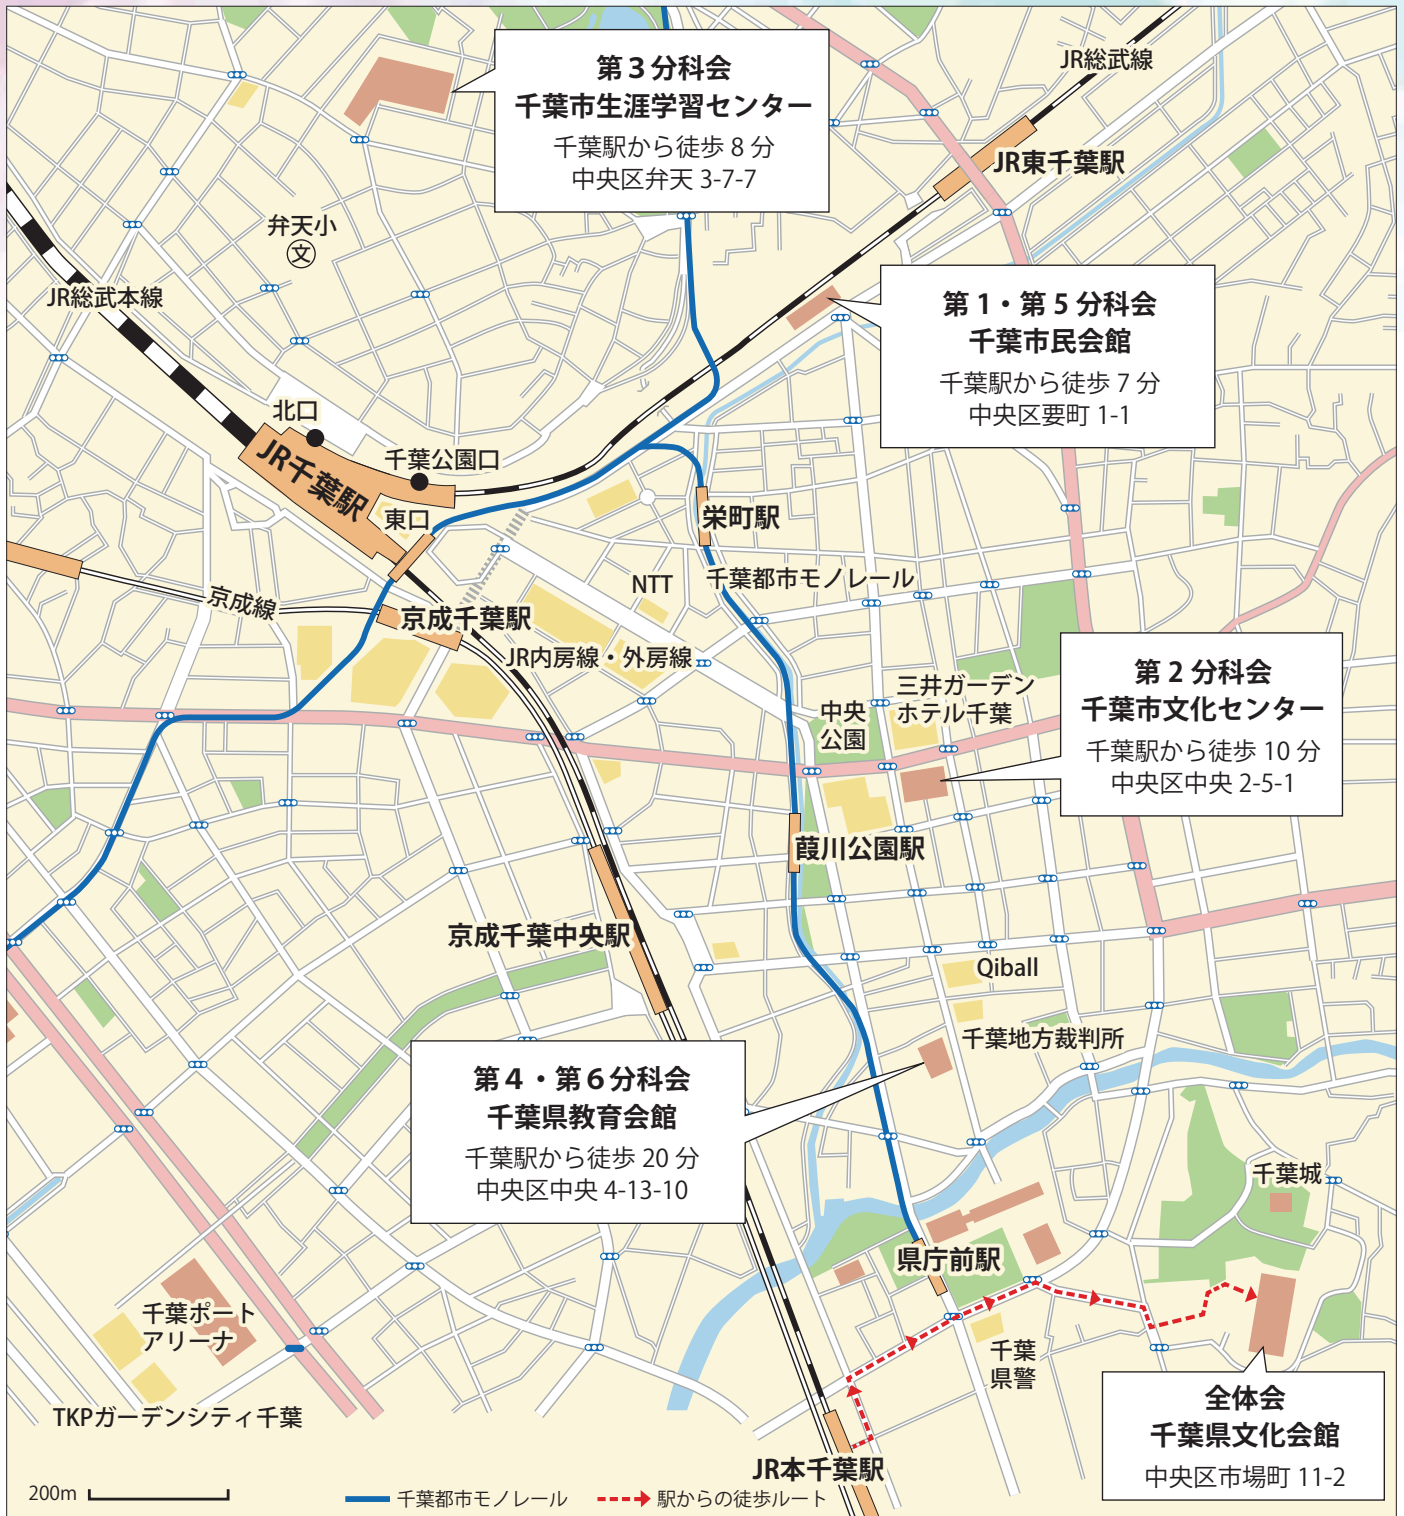 第３分科会
千葉市生涯学習センター
千葉駅から徒歩 8 分
中央区弁天 3-7-7
JR総武線
JR東千葉駅
弁天小
文
JR総武本線
第 1・第 5 分科会
千葉市民会館
千葉駅から徒歩 7 分
中央区要町 1-1
北口
千葉公園口
JR千葉駅
東口
栄町駅
NTT
千葉都市モノレール
京成線
京成千葉駅
JR内房線・外房線
第 2 分科会
千葉市文化センター
千葉駅から徒歩 10 分
中央区中央 2-5-1
三井ガーデン
ホテル千葉
中央
公園
葭川公園駅
京成千葉中央駅
Qiball
千葉地方裁判所
第４・第６分科会
千葉県教育会館
千葉駅から徒歩 20 分
中央区中央 4-13-10
千葉城
県庁前駅
千葉ポート
アリーナ
千葉
県警
TKPガーデンシティ千葉
全体会
千葉県文化会館
中央区市場町 11-2
JR本千葉駅
200m
千葉都市モノレール
駅からの徒歩ルート